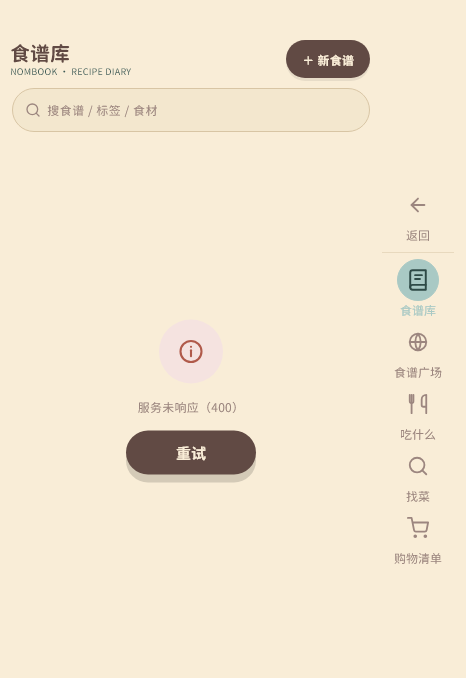 食谱库
NOMBOOK • RECIPE DIARY
+ 新食谱
搜食谱 / 标签 / 食材
返回
食谱库
食谱广场
吃什么
找菜
购物清单
服务未响应（400）
重试